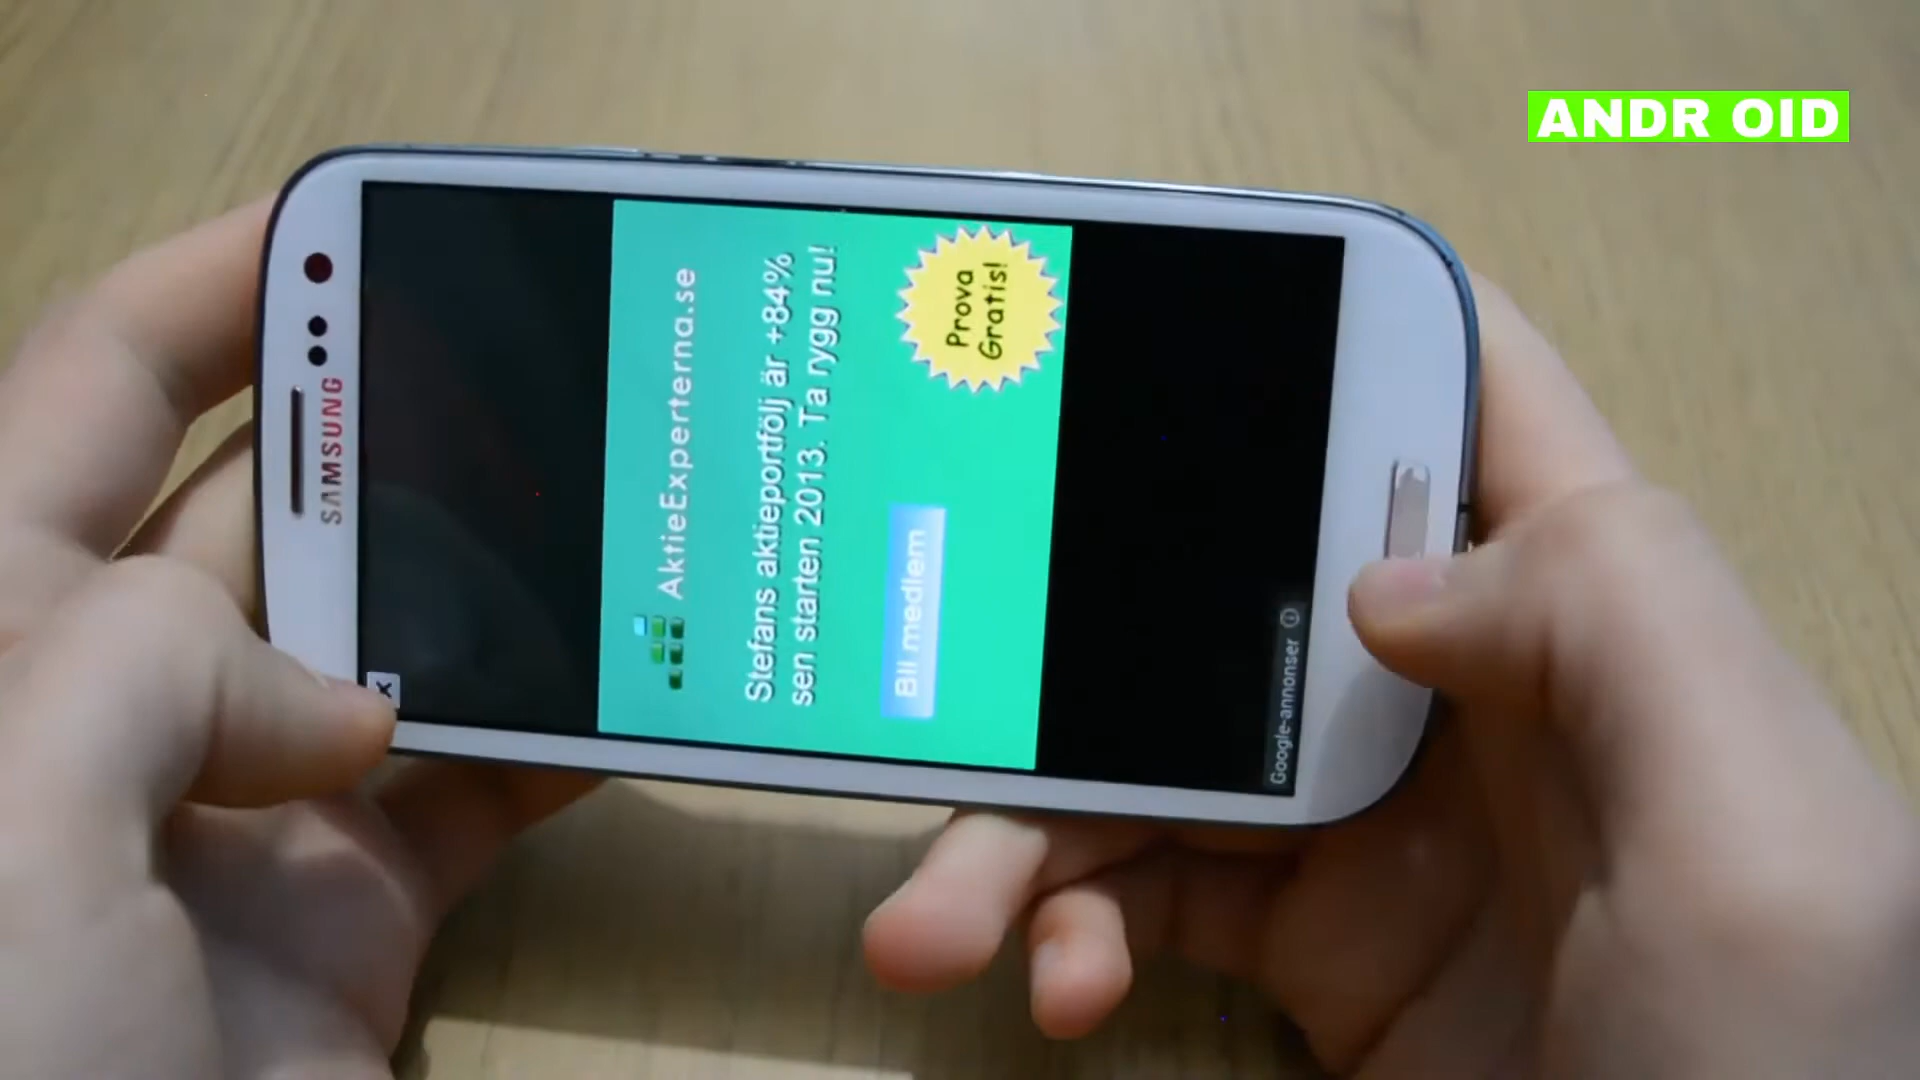 ANDR OID
SAMSUNG
x
AktieExperterna.se
Stefans aktieportfölj är +84%
sen starten 2013. Ta rygg nu!
Bli medlem
Prova
Gratis!
Google-annonser